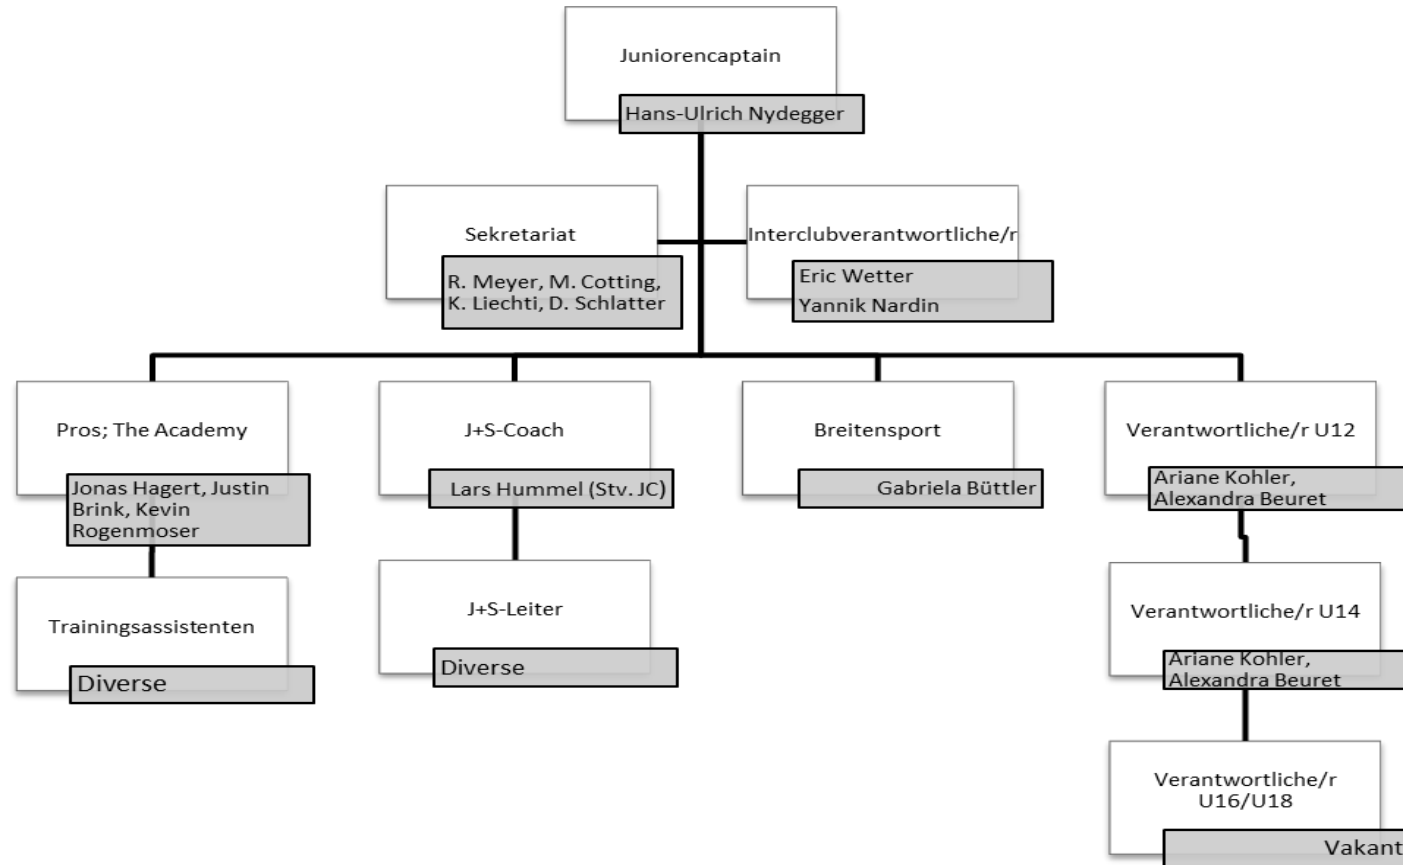 Juniorencaptain
Hans-Ulrich Nydegger
Sekretariat
R. Meyer, M. Cotting,
K. Liechti, D. Schlatter
Interclubverantwortliche/r
Eric Wetter
Yannik Nardin
Pros; The Academy
Jonas Hagert, Justin
Brink, Kevin
Rogenmoser
J+S-Coach
Lars Hummel (Stv. JC)
Breitensport
Gabriela Büttler
Verantwortliche/r U12
Ariane Kohler,
Alexandra Beuret
Trainingsassistenten
Diverse
J+S-Leiter
Diverse
Verantwortliche/r U14
Ariane Kohler,
Alexandra Beuret
Verantwortliche/r
U16/U18
Vakant